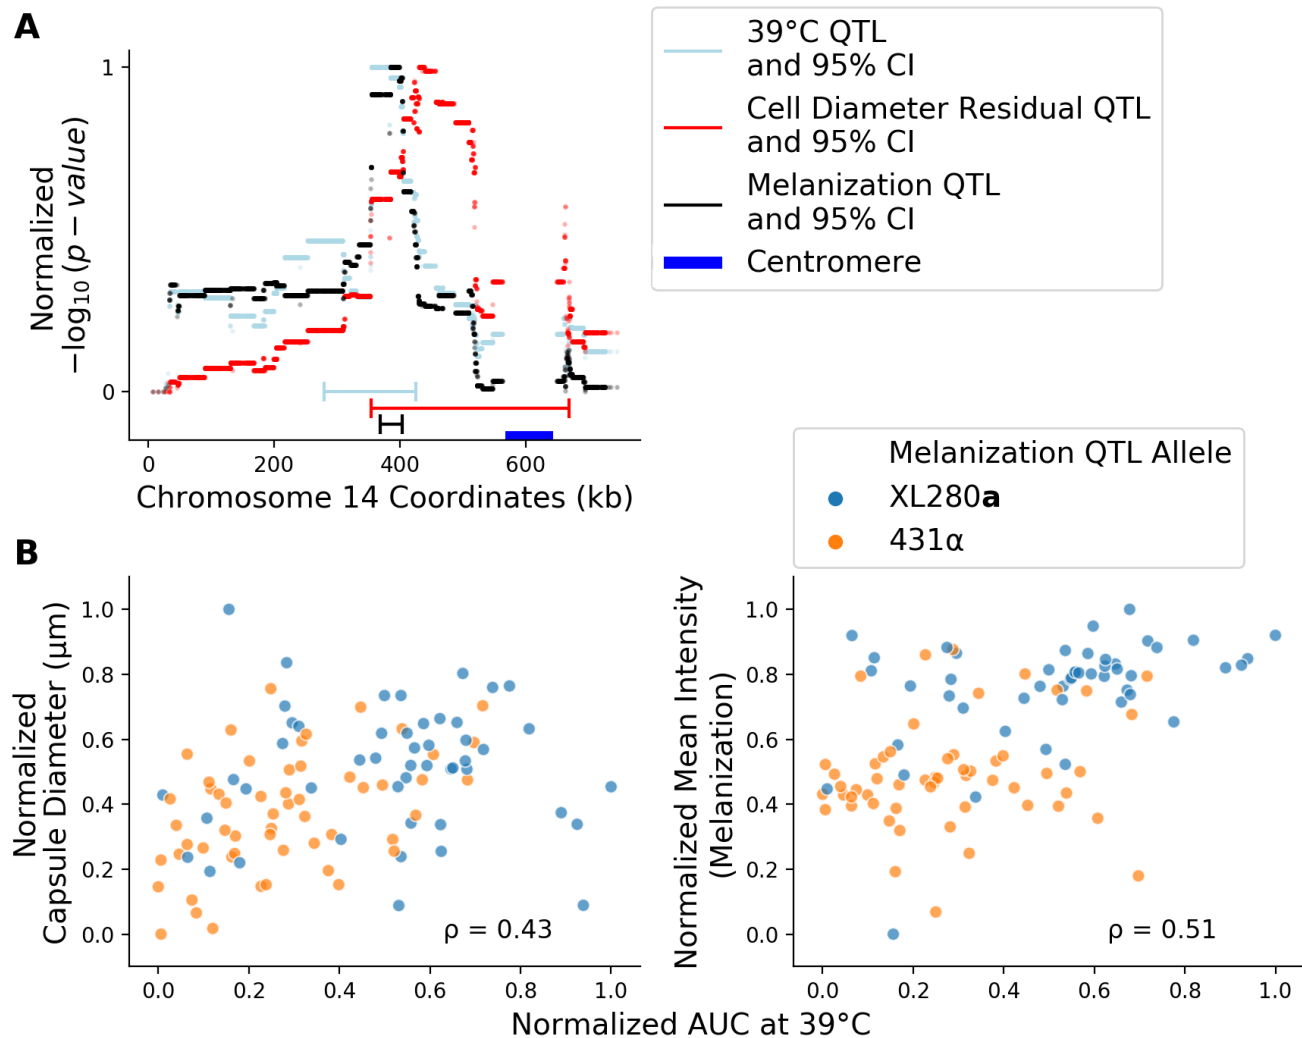 A
1
0
Normalized
−log10(p − value)
0 200 400 600
Chromosome 14 Coordinates (kb)
39°C QTL
and 95% CI
Cell Diameter Residual QTL
and 95% CI
Melanization QTL
and 95% CI
Centromere
Melanization QTL Allele
XL280a
431α
B
Normalized
Capsule Diameter (μm)
1.0
0.8
0.6
0.4
0.2
0.0
ρ = 0.43
0.0 0.2 0.4 0.6 0.8 1.0
Normalized Mean Intensity
(Melanization)
1.0
0.8
0.6
0.4
0.2
0.0
ρ = 0.51
0.0 0.2 0.4 0.6 0.8 1.0
Normalized AUC at 39°C